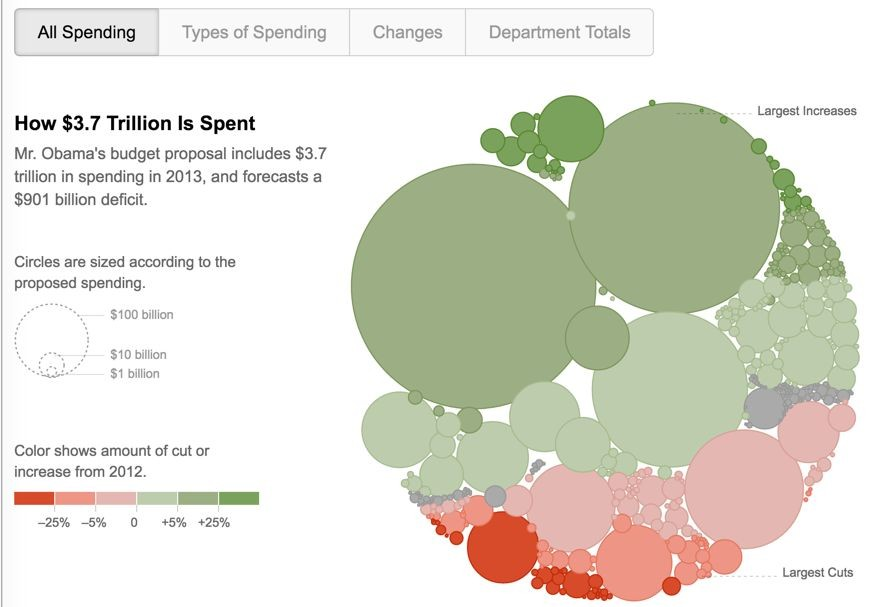 All Spending
Types of Spending
Changes
Department Totals
How $3.7 Trillion Is Spent
Mr. Obama's budget proposal includes $3.7
trillion in spending in 2013, and forecasts a
$901 billion deficit.
Circles are sized according to the
proposed spending.
$100 billion
$10 billion
$1 billion
Color shows amount of cut or
increase from 2012.
–25%
–5%
0
+5%
+25%
Largest Increases
Largest Cuts